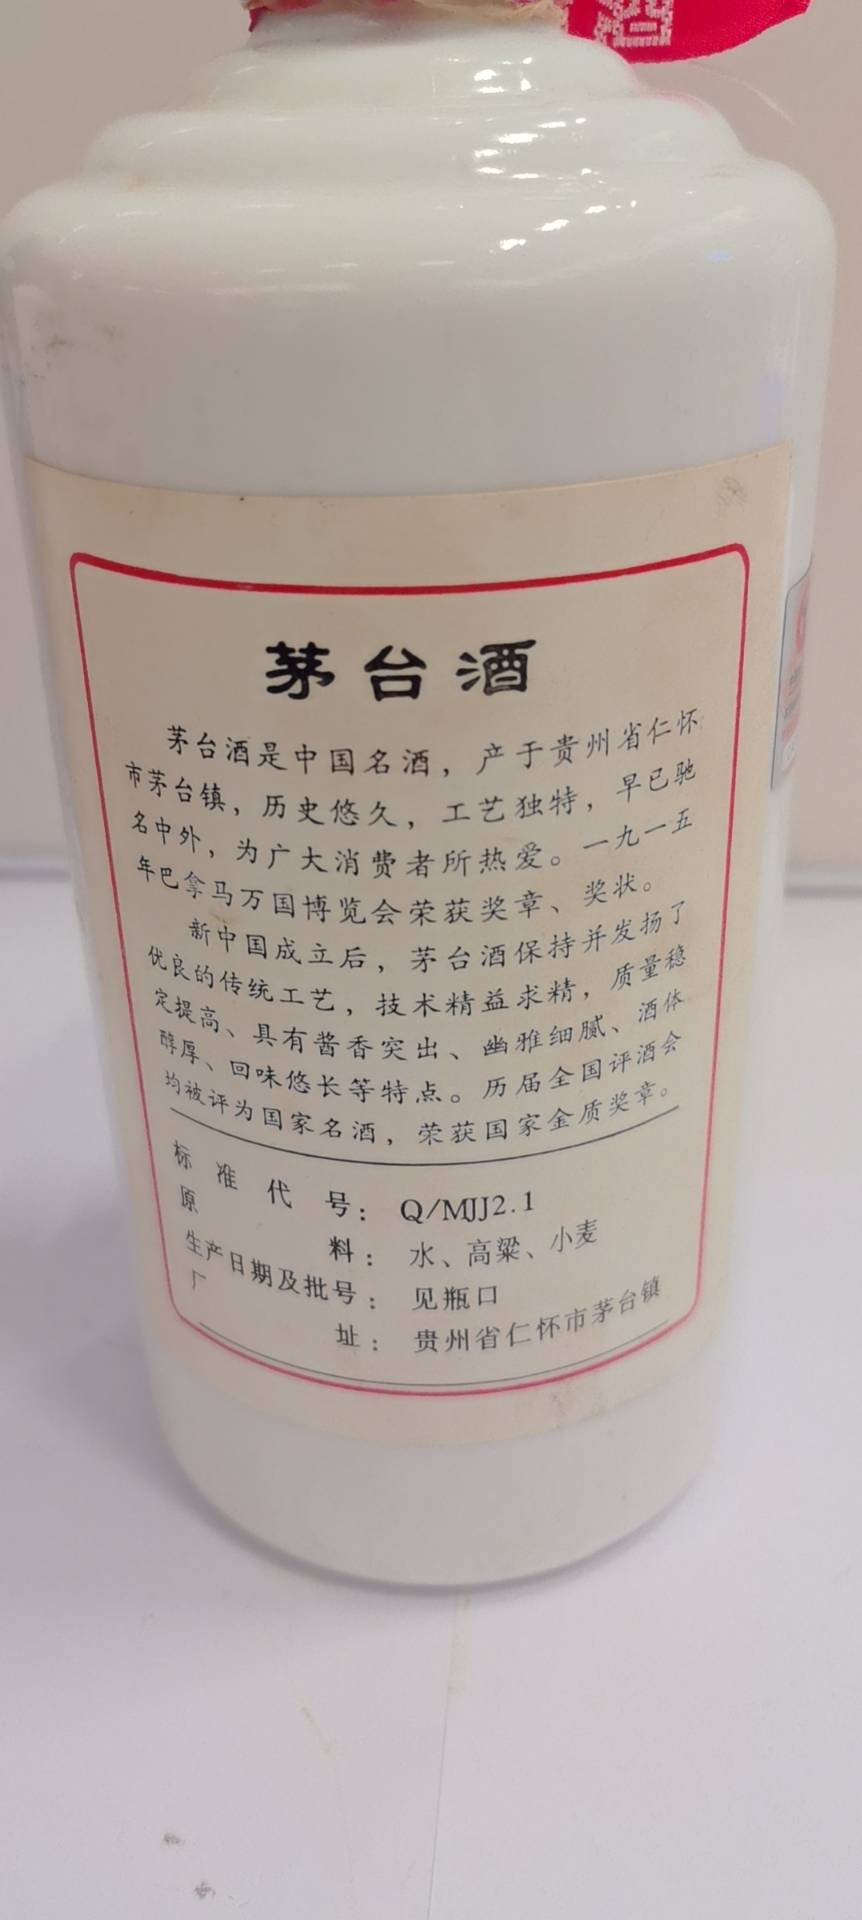 茅台酒
茅台酒是中国名酒，产于贵州省仁怀
市茅台镇，历史悠久，工艺独特，早已驰
名中外，为广大消费者所热爱。一九一五
年巴拿马万国博览会荣获奖章、奖状。
新中国成立后，茅台酒保持并发扬了
优良的传统工艺，技术精益求精，质量稳
定提高、具有酱香突出、幽雅细腻、酒体
醇厚、回味悠长等特点。历届全国评酒会
均被评为国家名酒，荣获国家金质奖章。
标准代号：Q/MJJ2.1
原料：水、高粱、小麦
生产日期及批号：见瓶口
厂址：贵州省仁怀市茅台镇